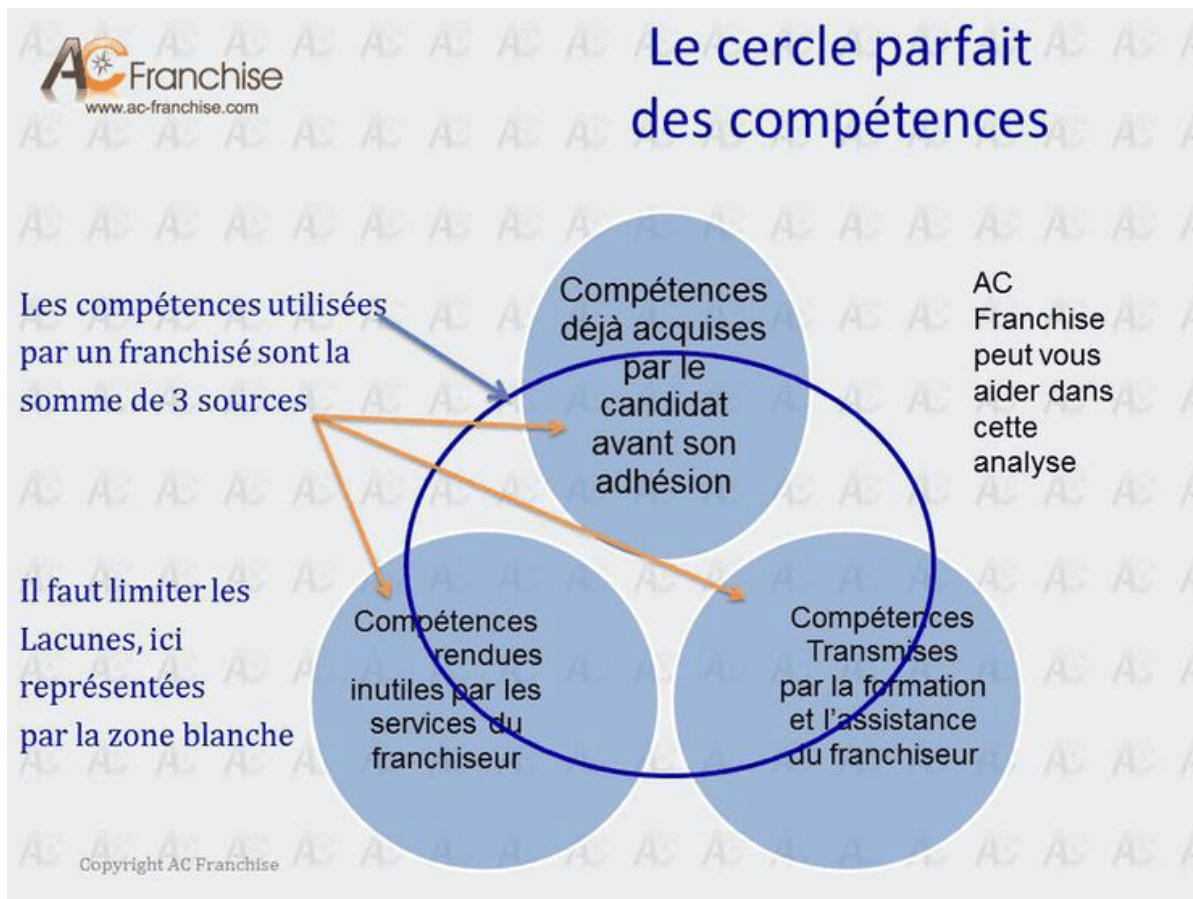 AC Franchise
www.ac-franchise.com
Le cercle parfait
des compétences
Les compétences utilisées
par un franchisé sont la
somme de 3 sources
Compétences
déjà acquises
par le
candidat
avant son
adhésion
AC
Franchise
peut vous
aider dans
cette
analyse
Il faut limiter les
Lacunes, ici
représentées
par la zone blanche
Compétences
rendues
inutiles par les
services du
franchiseur
Compétences
Transmises
par la formation
et l'assistance
du franchiseur
Copyright AC Franchise